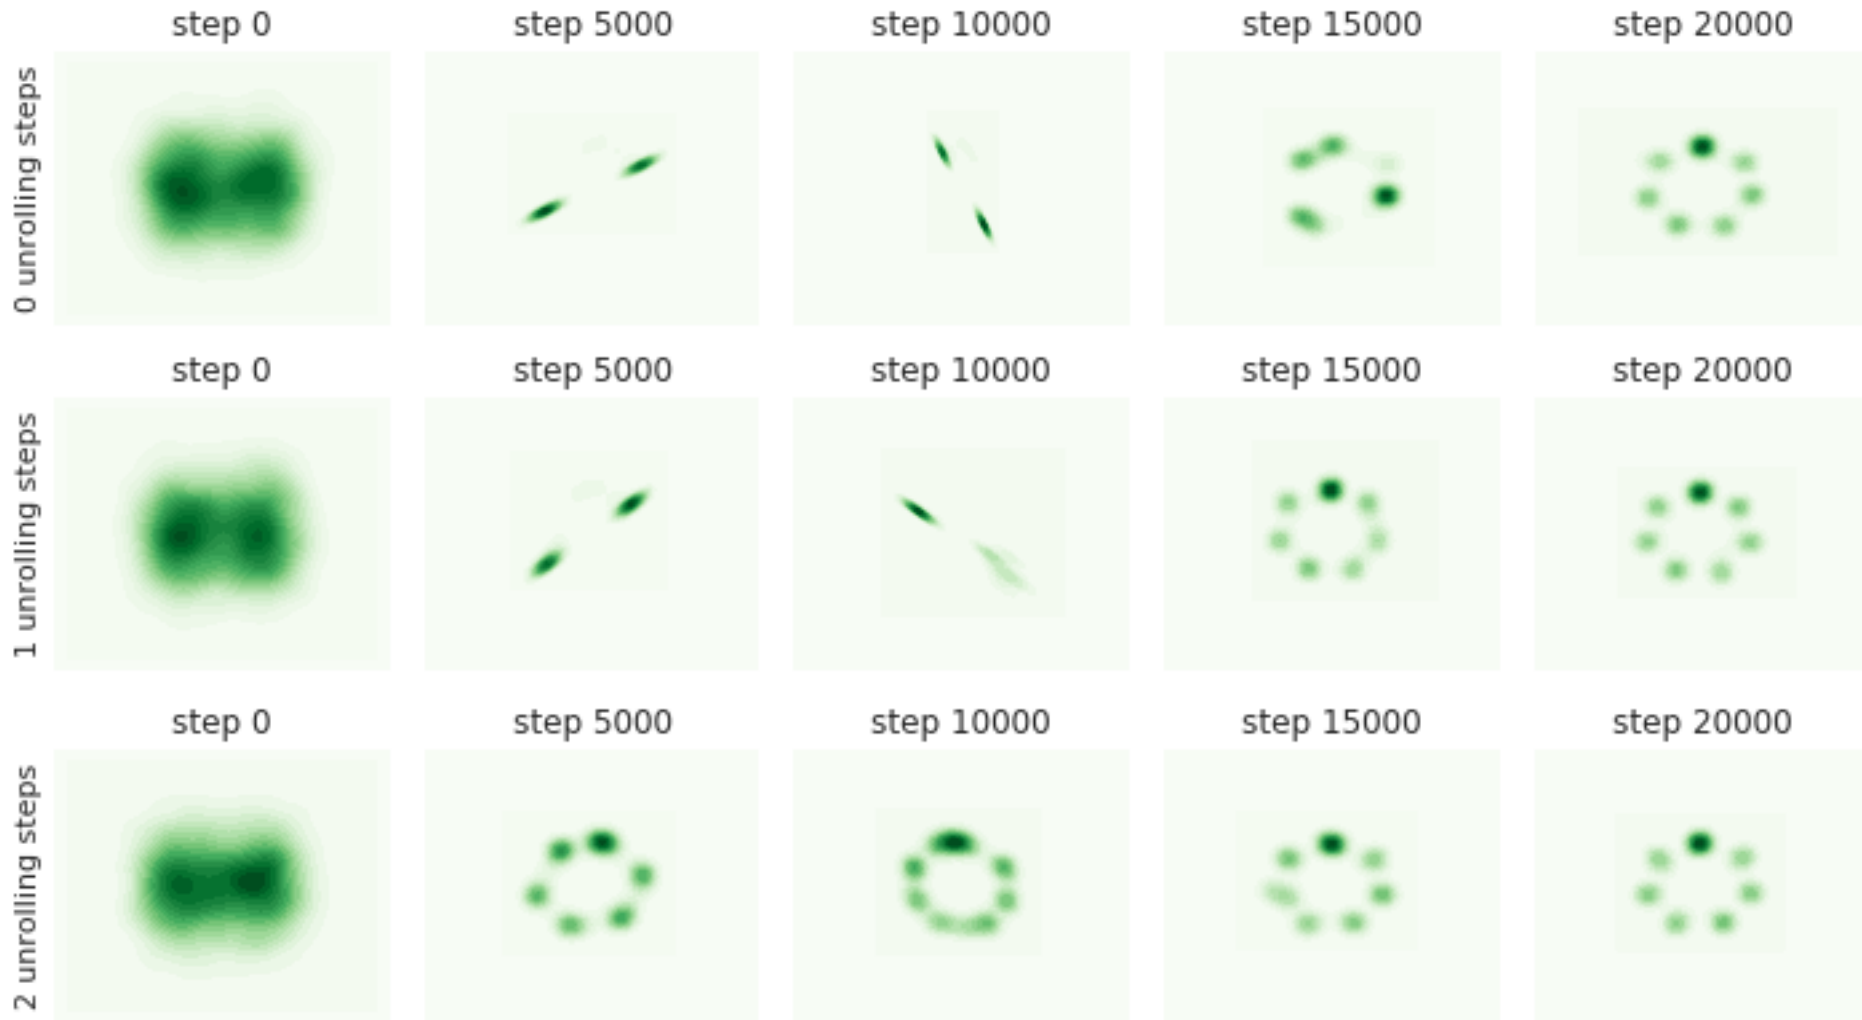 step 0
step 5000
step 10000
step 15000
step 20000
0 unrolling steps
step 0
step 5000
step 10000
step 15000
step 20000
1 unrolling steps
step 0
step 5000
step 10000
step 15000
step 20000
2 unrolling steps